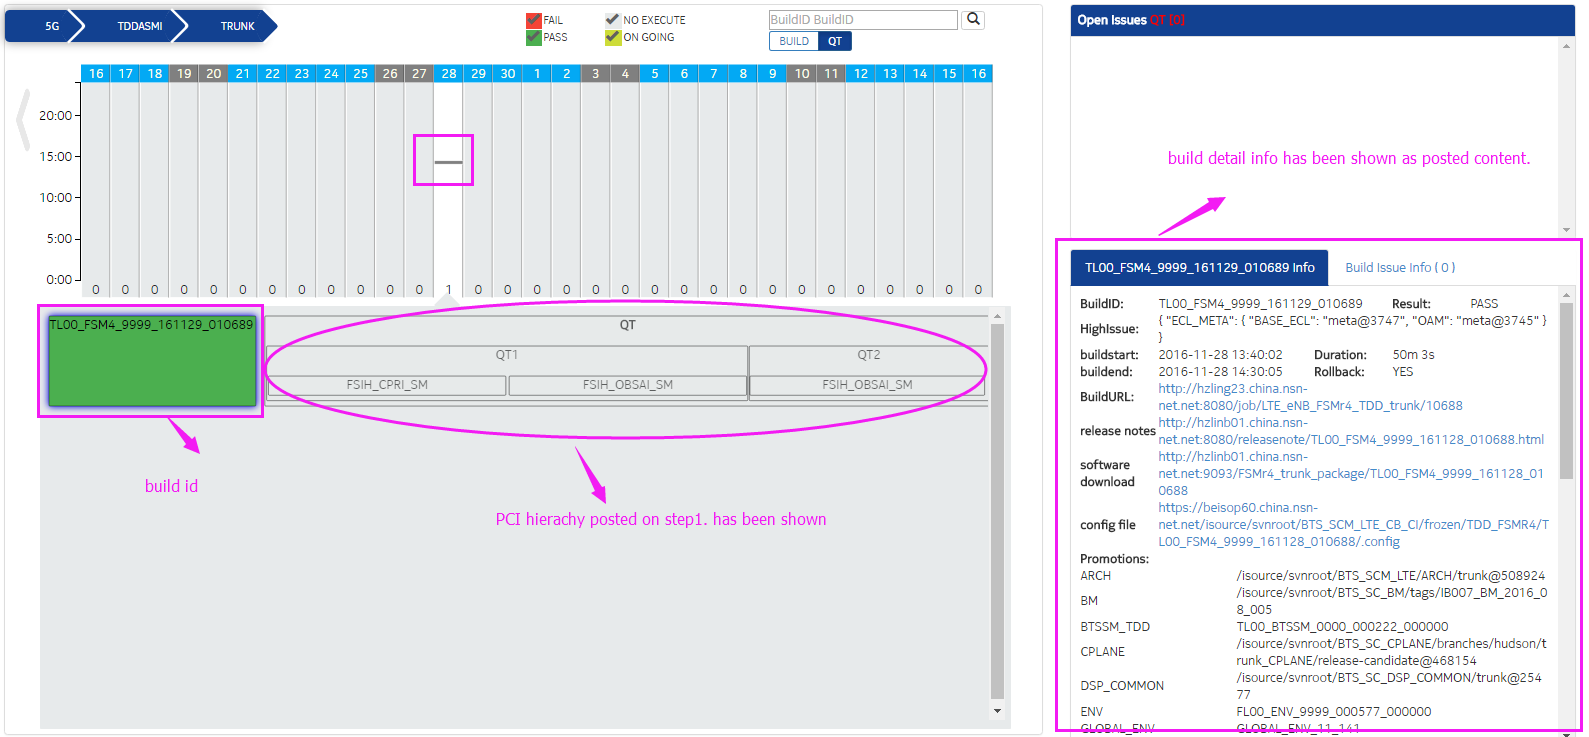 5G TDDASMI TRUNK
FAIL NO EXECUTE
PASS ON GOING
BuildID BuildID
BUILD QT
16 17 18 19 20 21 22 23 24 25 26 27 28 29 30 1 2 3 4 5 6 7 8 9 10 11 12 13 14 15 16
20:00
15:00
10:00
5:00
0:00
0 0 0 0 0 0 0 0 0 0 0 0 1 0 0 0 0 0 0 0 0 0 0 0 0 0 0 0 0 0 0
TL00_FSM4_9999_161129_010689
QT
QT1 QT2
FSIH_CPRI_SM FSIH_OBSAI_SM FSIH_OBSAI_SM
build id
PCI hierachy posted on step1. has been shown
Open Issues QT [0]
build detail info has been shown as posted content.
TL00_FSM4_9999_161129_010689 Info Build Issue Info ( 0 )
BuildID: TL00_FSM4_9999_161129_010689 Result: PASS
HighIssue: { "ECL_META": { "BASE_ECL": "meta@3747", "OAM": "meta@3745" }
}
buildstart: 2016-11-28 13:40:02 Duration: 50m 3s
buildend: 2016-11-28 14:30:05 Rollback: YES
BuildURL: http://hzling23.china.nsn-
net.net:8080/job/LTE_eNB_FSMr4_TDD_trunk/10688
release notes http://hzlinb01.china.nsn-
net.net:8080/releasenote/TL00_FSM4_9999_161128_010688.html
software download http://hzlinb01.china.nsn-
net.net:9093/FSMr4_trunk_package/TL00_FSM4_9999_161128_01
0688
config file https://beisop60.china.nsn-
net.net/isource/svnroot/BTS_SCM_LTE_CB_CI/frozen/TDD_FSMR4/T
L00_FSM4_9999_161128_010688/.config
Promotions:
ARCH /isource/svnroot/BTS_SCM_LTE/ARCH/trunk@508924
BM /isource/svnroot/BTS_SC_BM/tags/IB007_BM_2016_0
8_005
BTSSM_TDD TL00_BTSSM_0000_000222_000000
CPLANE /isource/svnroot/BTS_SC_CPLANE/branches/hudson/t
runk_CPLANE/release-candidate@468154
DSP_COMMON /isource/svnroot/BTS_SC_DSP_COMMON/trunk@254
77
ENV FL00_ENV_9999_000577_000000
GLOBAL_ENV GLOBAL_ENV_11_141